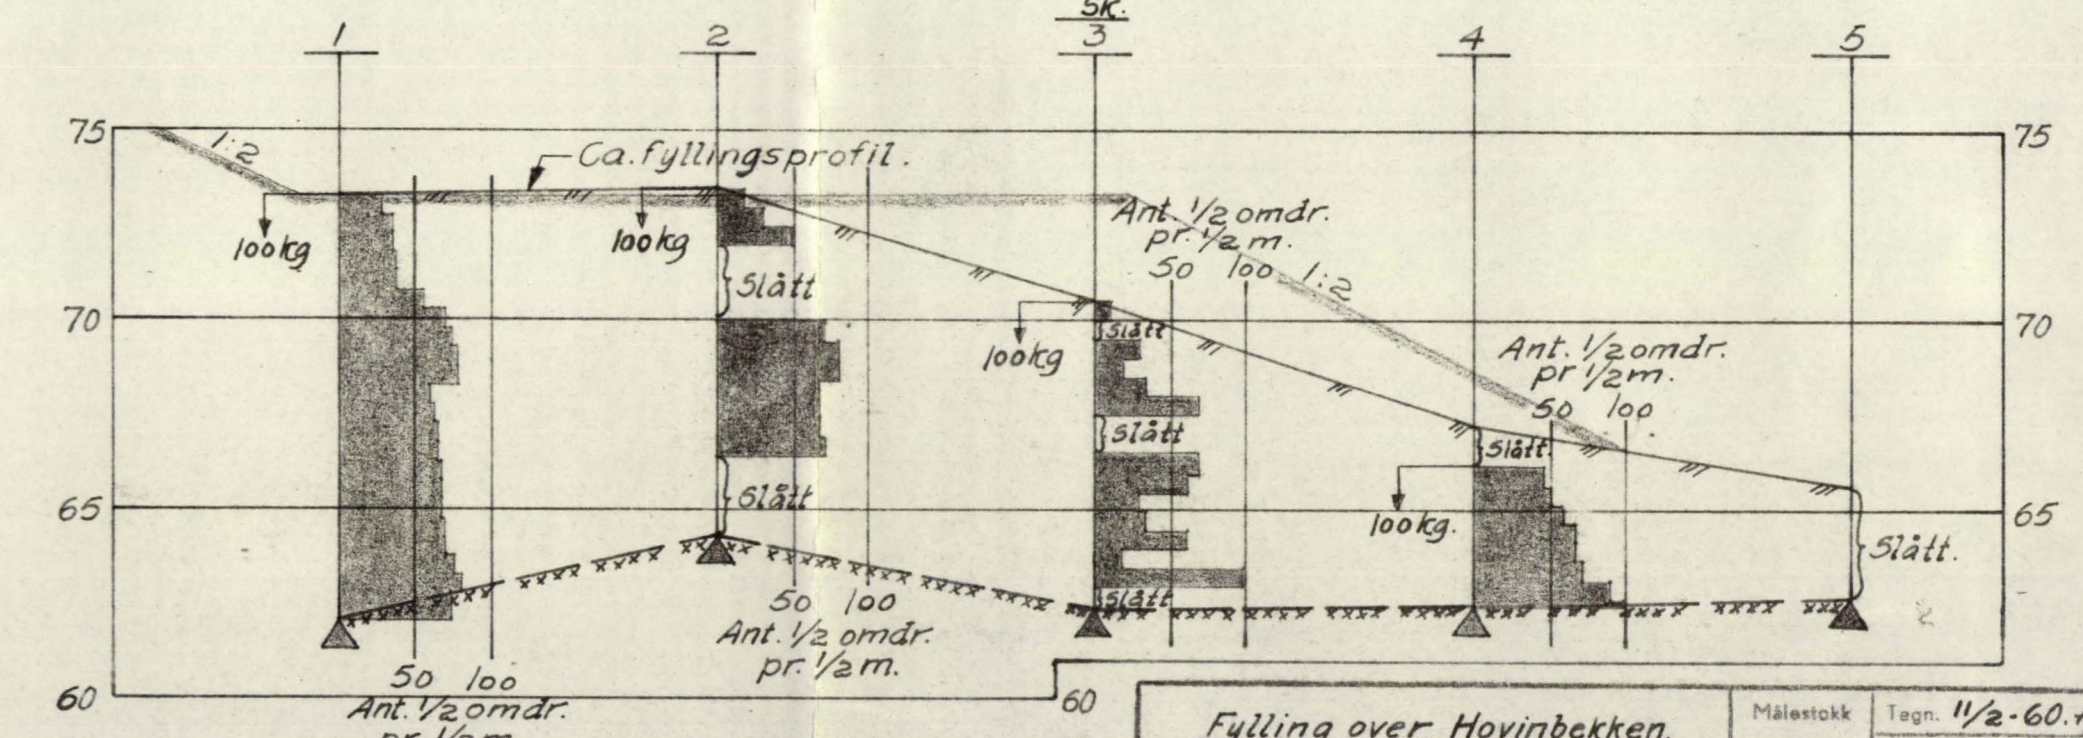 Sk.
1 2 3 4 5
75 75
1:2
Ca. fyllingsprofil.
100kg
100kg
Ant. 1/2 omdr.
pr. 1/2 m.
50 100
1:2
Slått
70 70
Slått
100kg
Ant. 1/2 omdr.
pr 1/2 m.
50 100
Slått
Slått
Slått
65 65
100kg.
Slått.
Slått
50 100
Ant. 1/2 omdr.
pr. 1/2 m.
50 100
60 60
Ant. 1/2 omdr.
pr. 1/2 m.
Fylling over Hovinbekken.
Målestokk
Tegn. 11/2-60.